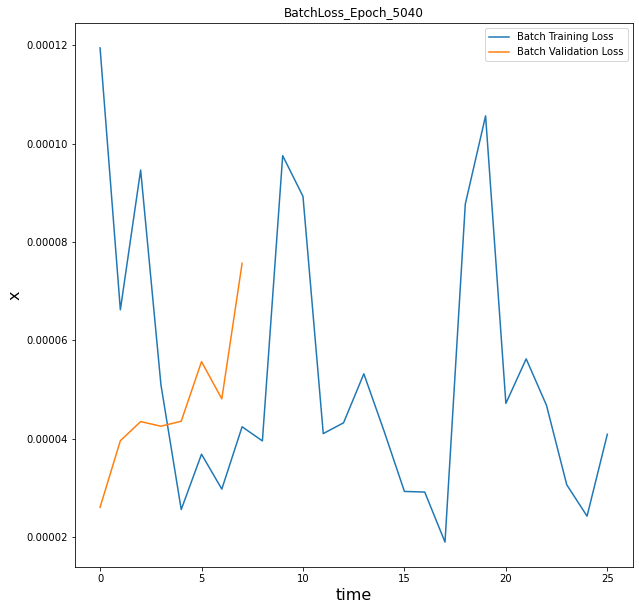 BatchLoss_Epoch_5040
Batch Training Loss
Batch Validation Loss
0.00012
0.00010
0.00008
0.00006
0.00004
0.00002
x
0 5 10 15 20 25
time